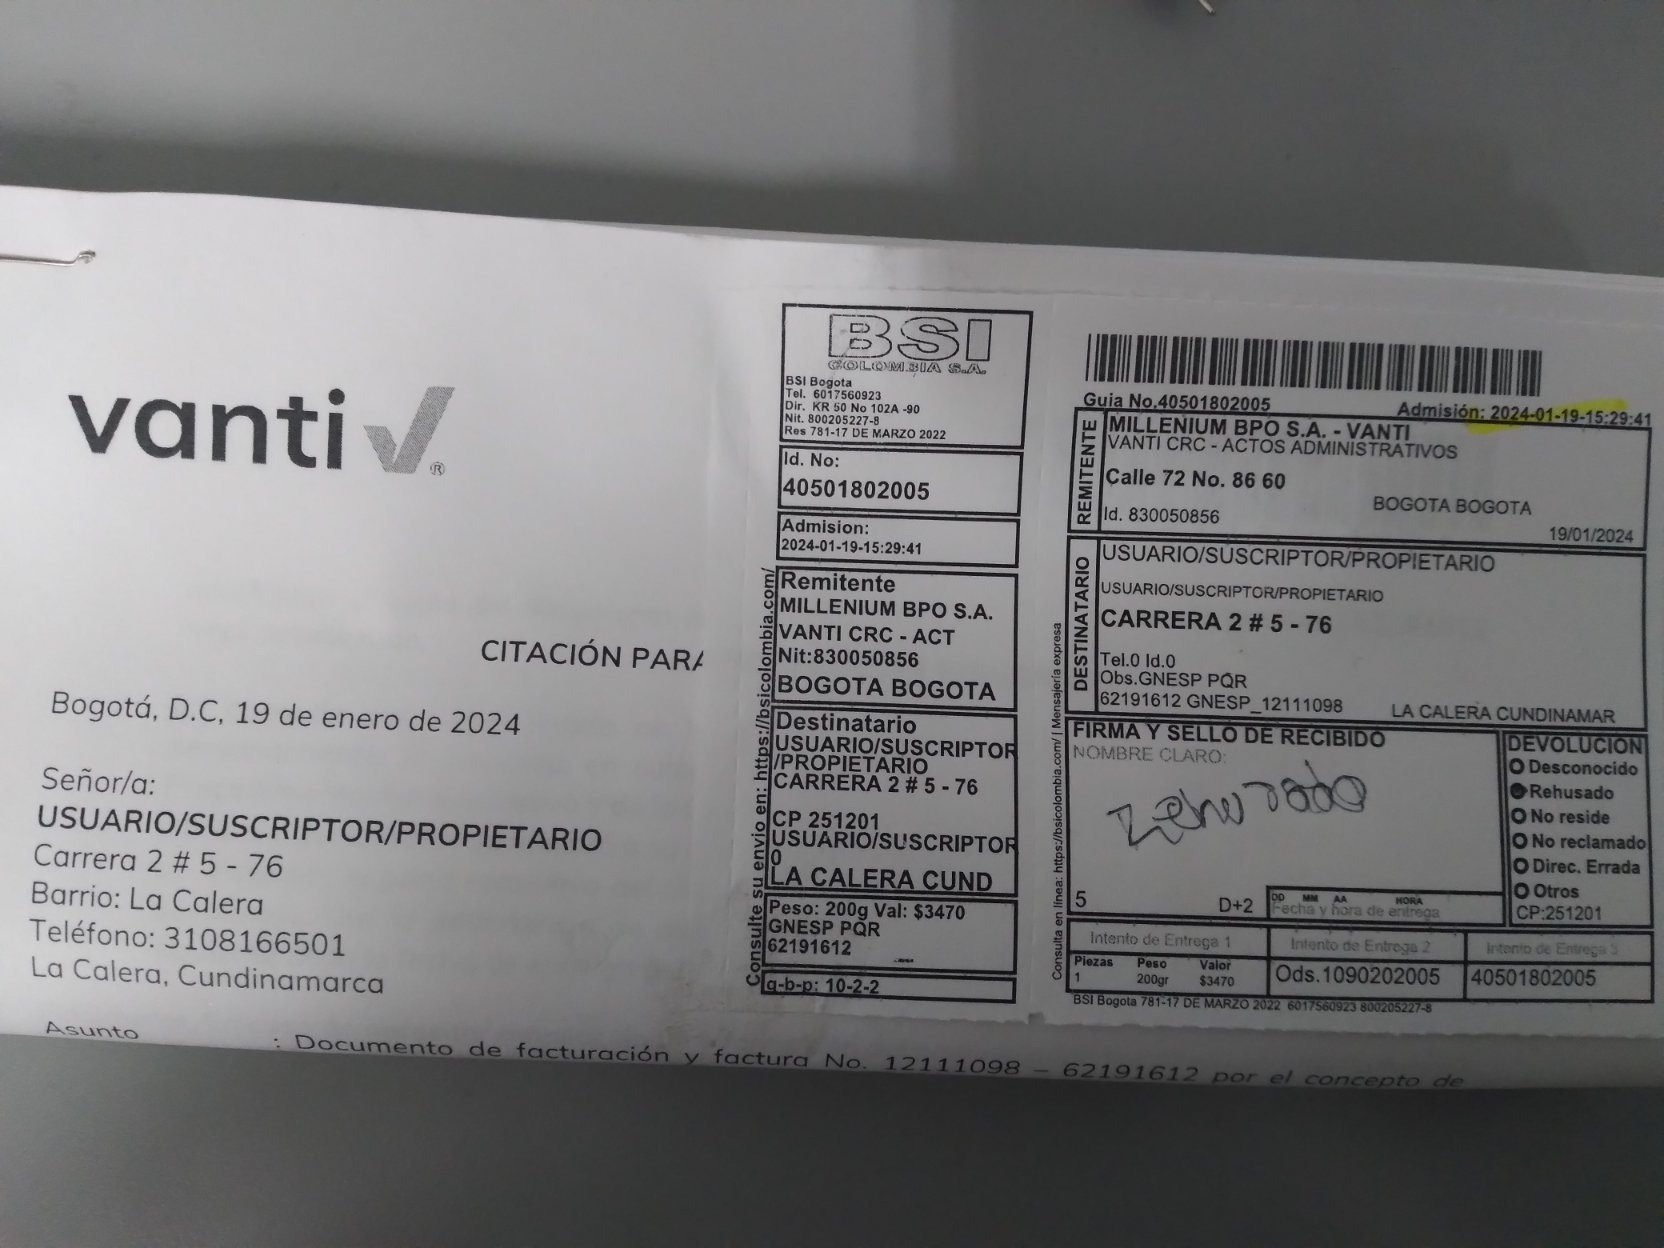 vanti
®
CITACIÓN PARA
Bogotá, D.C, 19 de enero de 2024
Señor/a:
USUARIO/SUSCRIPTOR/PROPIETARIO
Carrera 2 # 5 - 76
Barrio: La Calera
Teléfono: 3108166501
La Calera, Cundinamarca
Asunto : Documento de facturación y factura No. 12111098 – 62191612 por el concepto de
BSI
COLOMBIA S.A.
BSI Bogota
Tel. 6017560923
Dir. KR 50 No 102A -90
Nit. 800205227-8
Res 781-17 DE MARZO 2022
Id. No:
40501802005
Admision:
2024-01-19-15:29:41
Remitente
MILLENIUM BPO S.A.
VANTI CRC - ACT
Nit:830050856
BOGOTA BOGOTA
Destinatario
USUARIO/SUSCRIPTOR
/PROPIETARIO
CARRERA 2 # 5 - 76
CP 251201
USUARIO/SUSCRIPTOR
0
LA CALERA CUND
Peso: 200g Val: $3470
GNESP PQR
62191612
q-b-p: 10-2-2
Consulte su envio en: https://bsicolombia.com/
Guia No.40501802005
Admisión: 2024-01-19-15:29:41
REMITENTE
MILLENIUM BPO S.A. - VANTI
VANTI CRC - ACTOS ADMINISTRATIVOS
Calle 72 No. 86 60
BOGOTA BOGOTA
Id. 830050856
19/01/2024
DESTINATARIO
USUARIO/SUSCRIPTOR/PROPIETARIO
USUARIO/SUSCRIPTOR/PROPIETARIO
CARRERA 2 # 5 - 76
Tel.0 Id.0
Obs.GNESP PQR
62191612 GNESP_12111098
LA CALERA CUNDINAMAR
FIRMA Y SELLO DE RECIBIDO
NOMBRE CLARO:
5
D+2
DD MM AA HORA
Fecha y hora de entrega
DEVOLUCION
Desconocido
Rehusado
No reside
No reclamado
Direc. Errada
Otros
CP:251201
Intento de Entrega 1
Intento de Entrega 2
Intento de Entrega 3
Piezas Peso Valor
1 200gr $3470
Ods.1090202005
40501802005
BSI Bogota 781-17 DE MARZO 2022 6017560923 800205227-8
Consulta en linea: https://bsicolombia.com/ | Mensajeria expresa